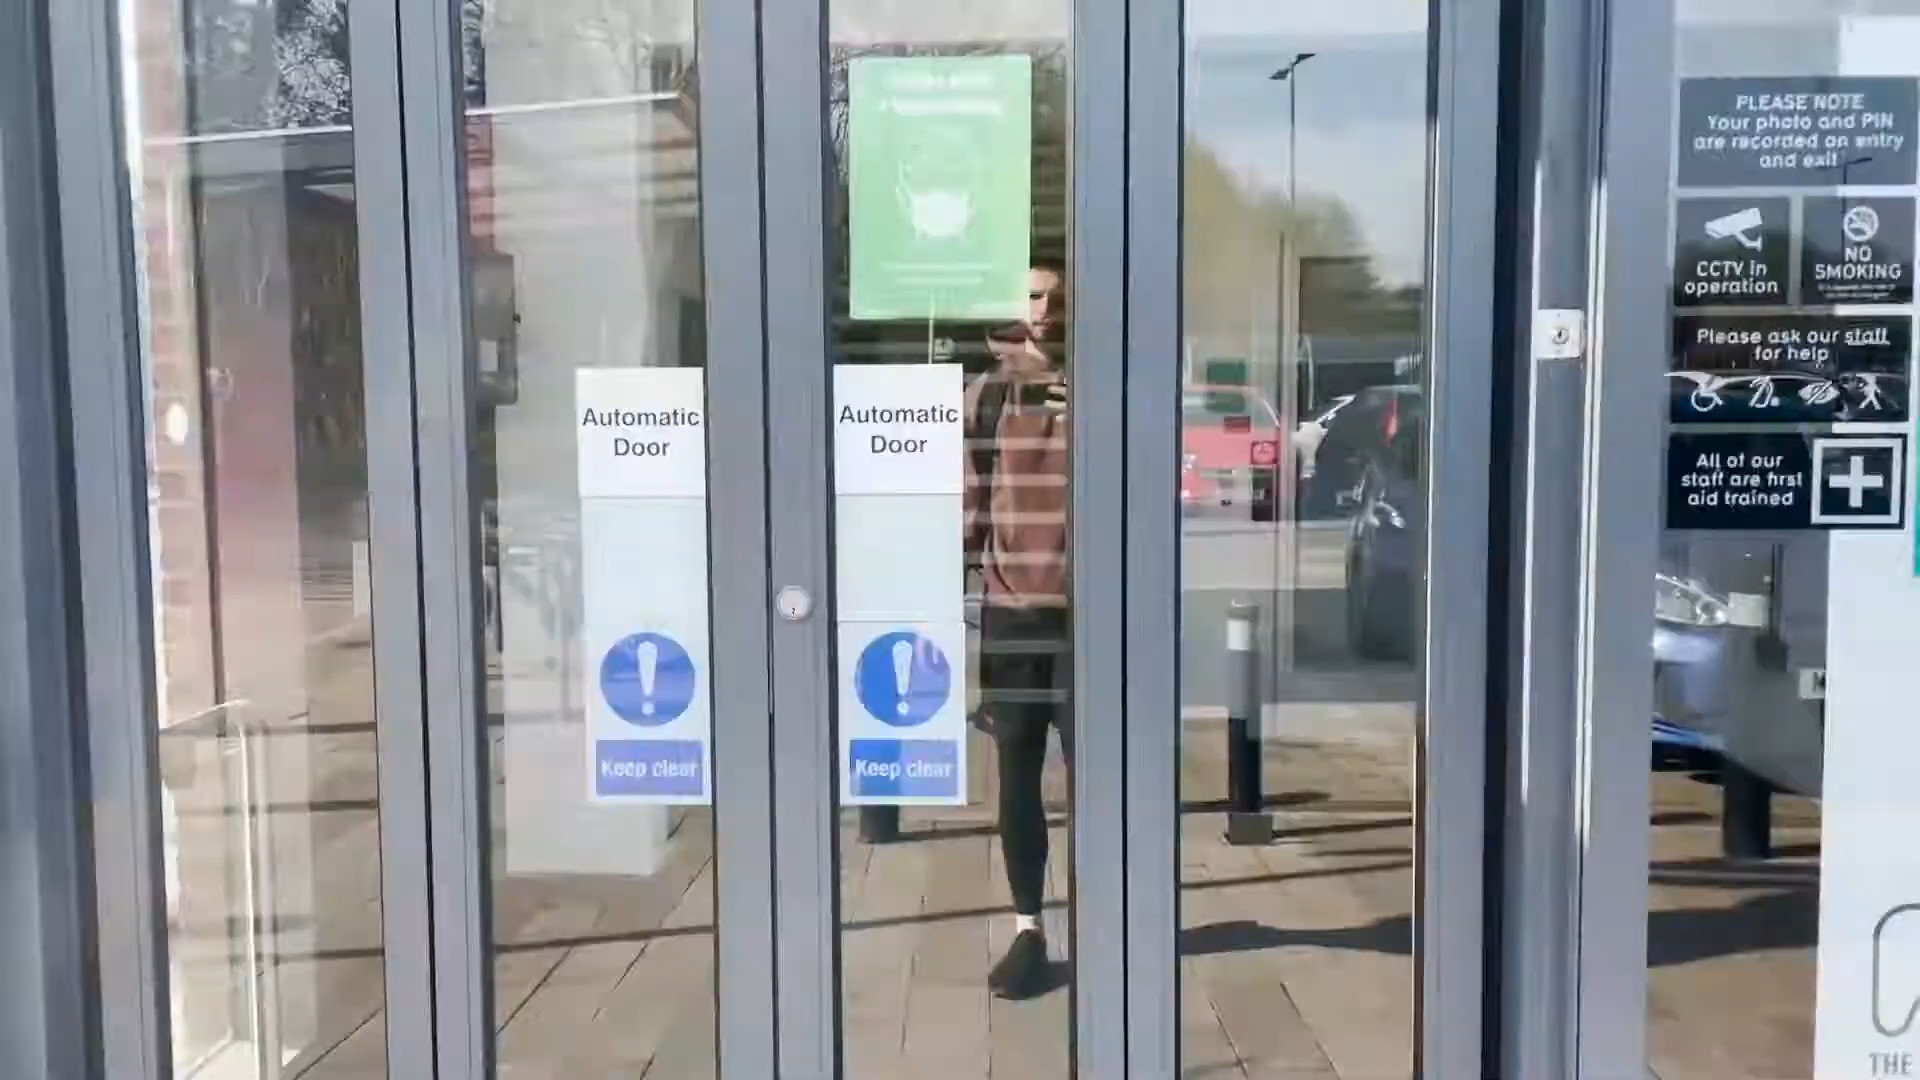 Automatic
Door
Keep clear
Automatic
Door
Keep clear
PLEASE NOTE
Your photo and PIN
are recorded on entry
and exit
CCTV in
operation
NO
SMOKING
Please ask our staff
for help
All of our
staff are first
aid trained
THE